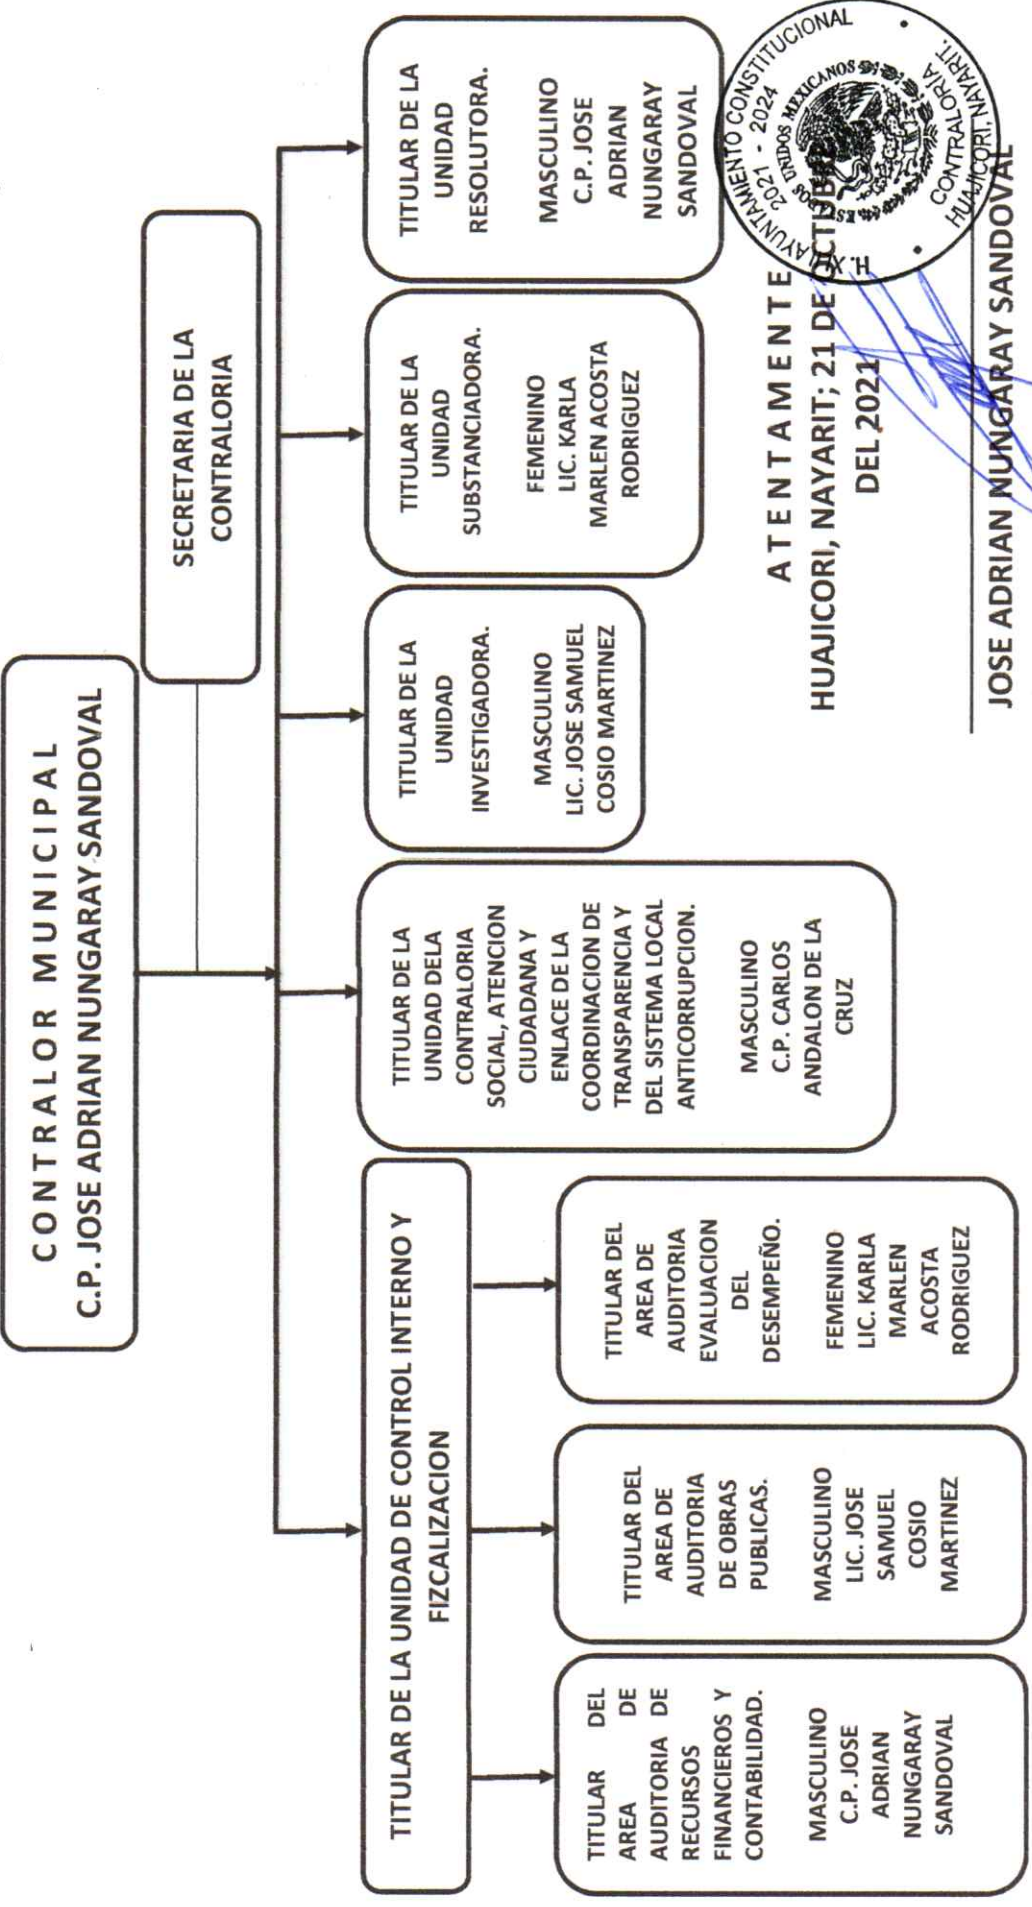 CONTRALOR MUNICIPAL
C.P. JOSE ADRIAN NUNGARAY SANDOVAL
SECRETARIA DE LA
CONTRALORIA
TITULAR DE LA UNIDAD DE CONTROL INTERNO Y
FIZCALIZACION
TITULAR DEL
AREA DE
AUDITORIA DE
RECURSOS
FINANCIEROS Y
CONTABILIDAD.
MASCULINO
C.P. JOSE
ADRIAN
NUNGARAY
SANDOVAL
TITULAR DEL
AREA DE
AUDITORIA
DE OBRAS
PUBLICAS.
MASCULINO
LIC. JOSE
SAMUEL
COSIO
MARTINEZ
TITULAR DEL
AREA DE
AUDITORIA
EVALUACION
DEL
DESEMPEÑO.
FEMENINO
LIC. KARLA
MARLEN
ACOSTA
RODRIGUEZ
TITULAR DE LA
UNIDAD DELA
CONTRALORIA
SOCIAL, ATENCION
CIUDADANA Y
ENLACE DE LA
COORDINACION DE
TRANSPARENCIA Y
DEL SISTEMA LOCAL
ANTICORRUPCION.
MASCULINO
C.P. CARLOS
ANDALON DE LA
CRUZ
TITULAR DE LA
UNIDAD
INVESTIGADORA.
MASCULINO
LIC. JOSE SAMUEL
COSIO MARTINEZ
TITULAR DE LA
UNIDAD
SUBSTANCIADORA.
FEMENINO
LIC. KARLA
MARLEN ACOSTA
RODRIGUEZ
TITULAR DE LA
UNIDAD
RESOLUTORA.
MASCULINO
C.P. JOSE
ADRIAN
NUNGARAY
SANDOVAL
ATENTAMENTE
HUAJICORI, NAYARIT; 21 DE OCTUBRE
DEL 2021
JOSE ADRIAN NUNGARAY SANDOVAL
H. XLI AYUNTAMIENTO CONSTITUCIONAL
2021 - 2024
ESTADOS UNIDOS MEXICANOS
CONTRALORÍA
HUAJICORI, NAYARIT.